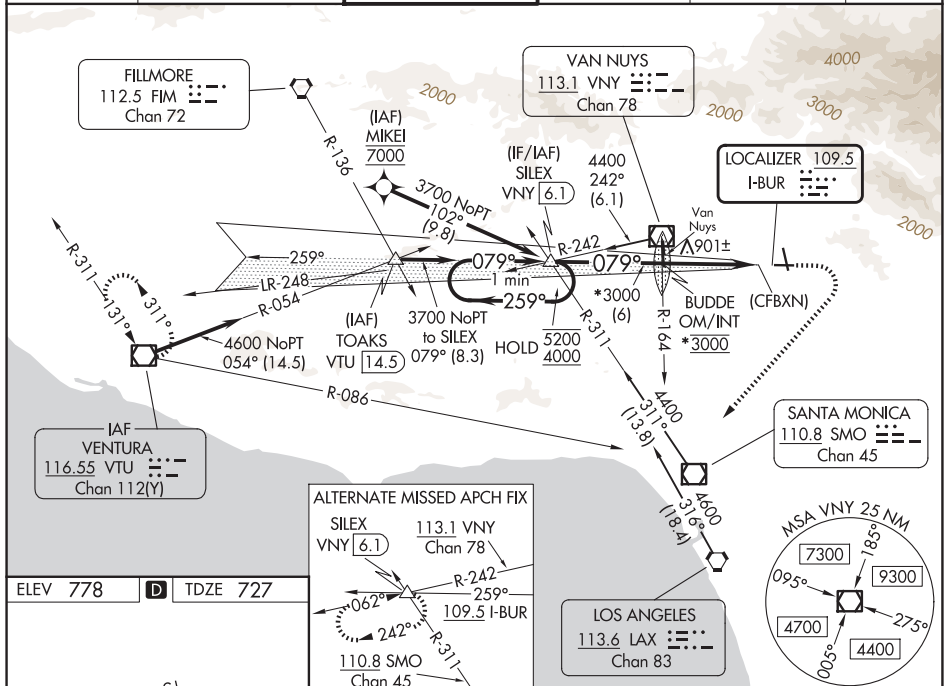 FILLMORE
112.5 FIM
Chan 72
VAN NUYS
113.1 VNY
Chan 78
4000
2000
3000
2000
2000
(IAF)
MIKEI
7000
R-136
3700 NoPT
102°
(9.8)
(IF/IAF)
SILEX
VNY 6.1
4400
242°
(6.1)
LOCALIZER 109.5
I-BUR
Van
Nuys
901±
R-242
259°
079°
1 min
259°
079°
*3000
(6)
BUDDE
OM/INT
*3000
(CFBXN)
R-164
LR-248
R-054
R-311
131°
311°
4600 NoPT
054° (14.5)
(IAF)
TOAKS
VTU 14.5
3700 NoPT
to SILEX
079° (8.3)
HOLD 5200
4000
R-311
R-086
4400
311°
(13.8)
IAF
VENTURA
116.55 VTU
Chan 112(Y)
SANTA MONICA
110.8 SMO
Chan 45
4600
316°
(18.4)
LOS ANGELES
113.6 LAX
Chan 83
ALTERNATE MISSED APCH FIX
SILEX
VNY 6.1
113.1 VNY
Chan 78
R-242
259°
109.5 I-BUR
062°
242°
R-311
110.8 SMO
Chan 45
MSA VNY 25 NM
7300
185°
095°
9300
4700
275°
005°
4400
ELEV 778 D TDZE 727